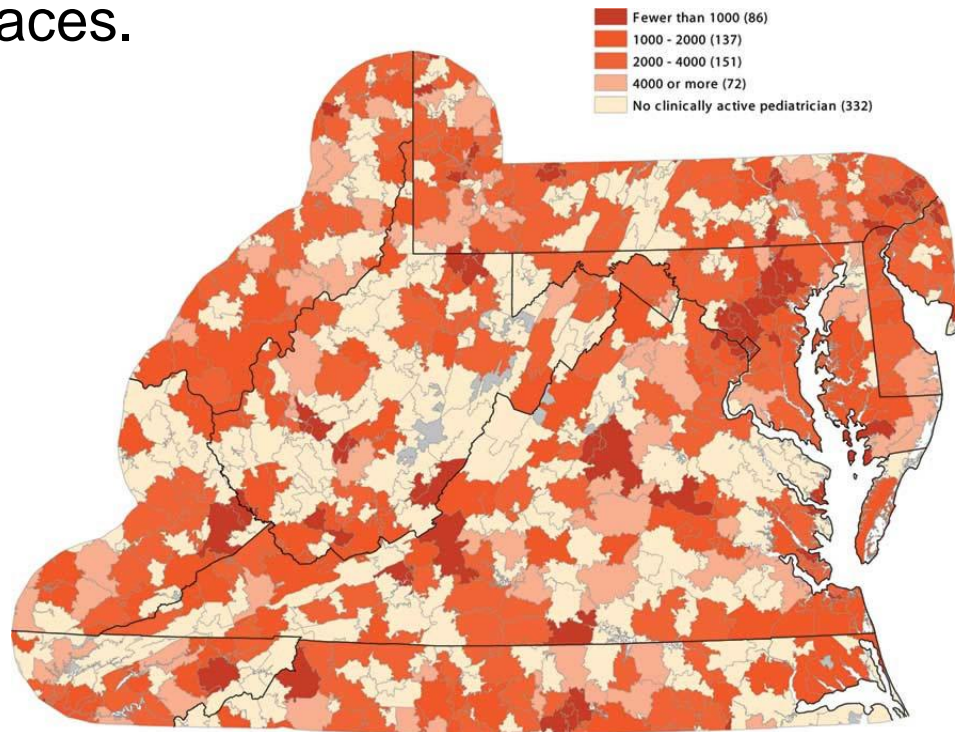 aces.
Fewer than 1000 (86)
1000 - 2000 (137)
2000 - 4000 (151)
4000 or more (72)
No clinically active pediatrician (332)